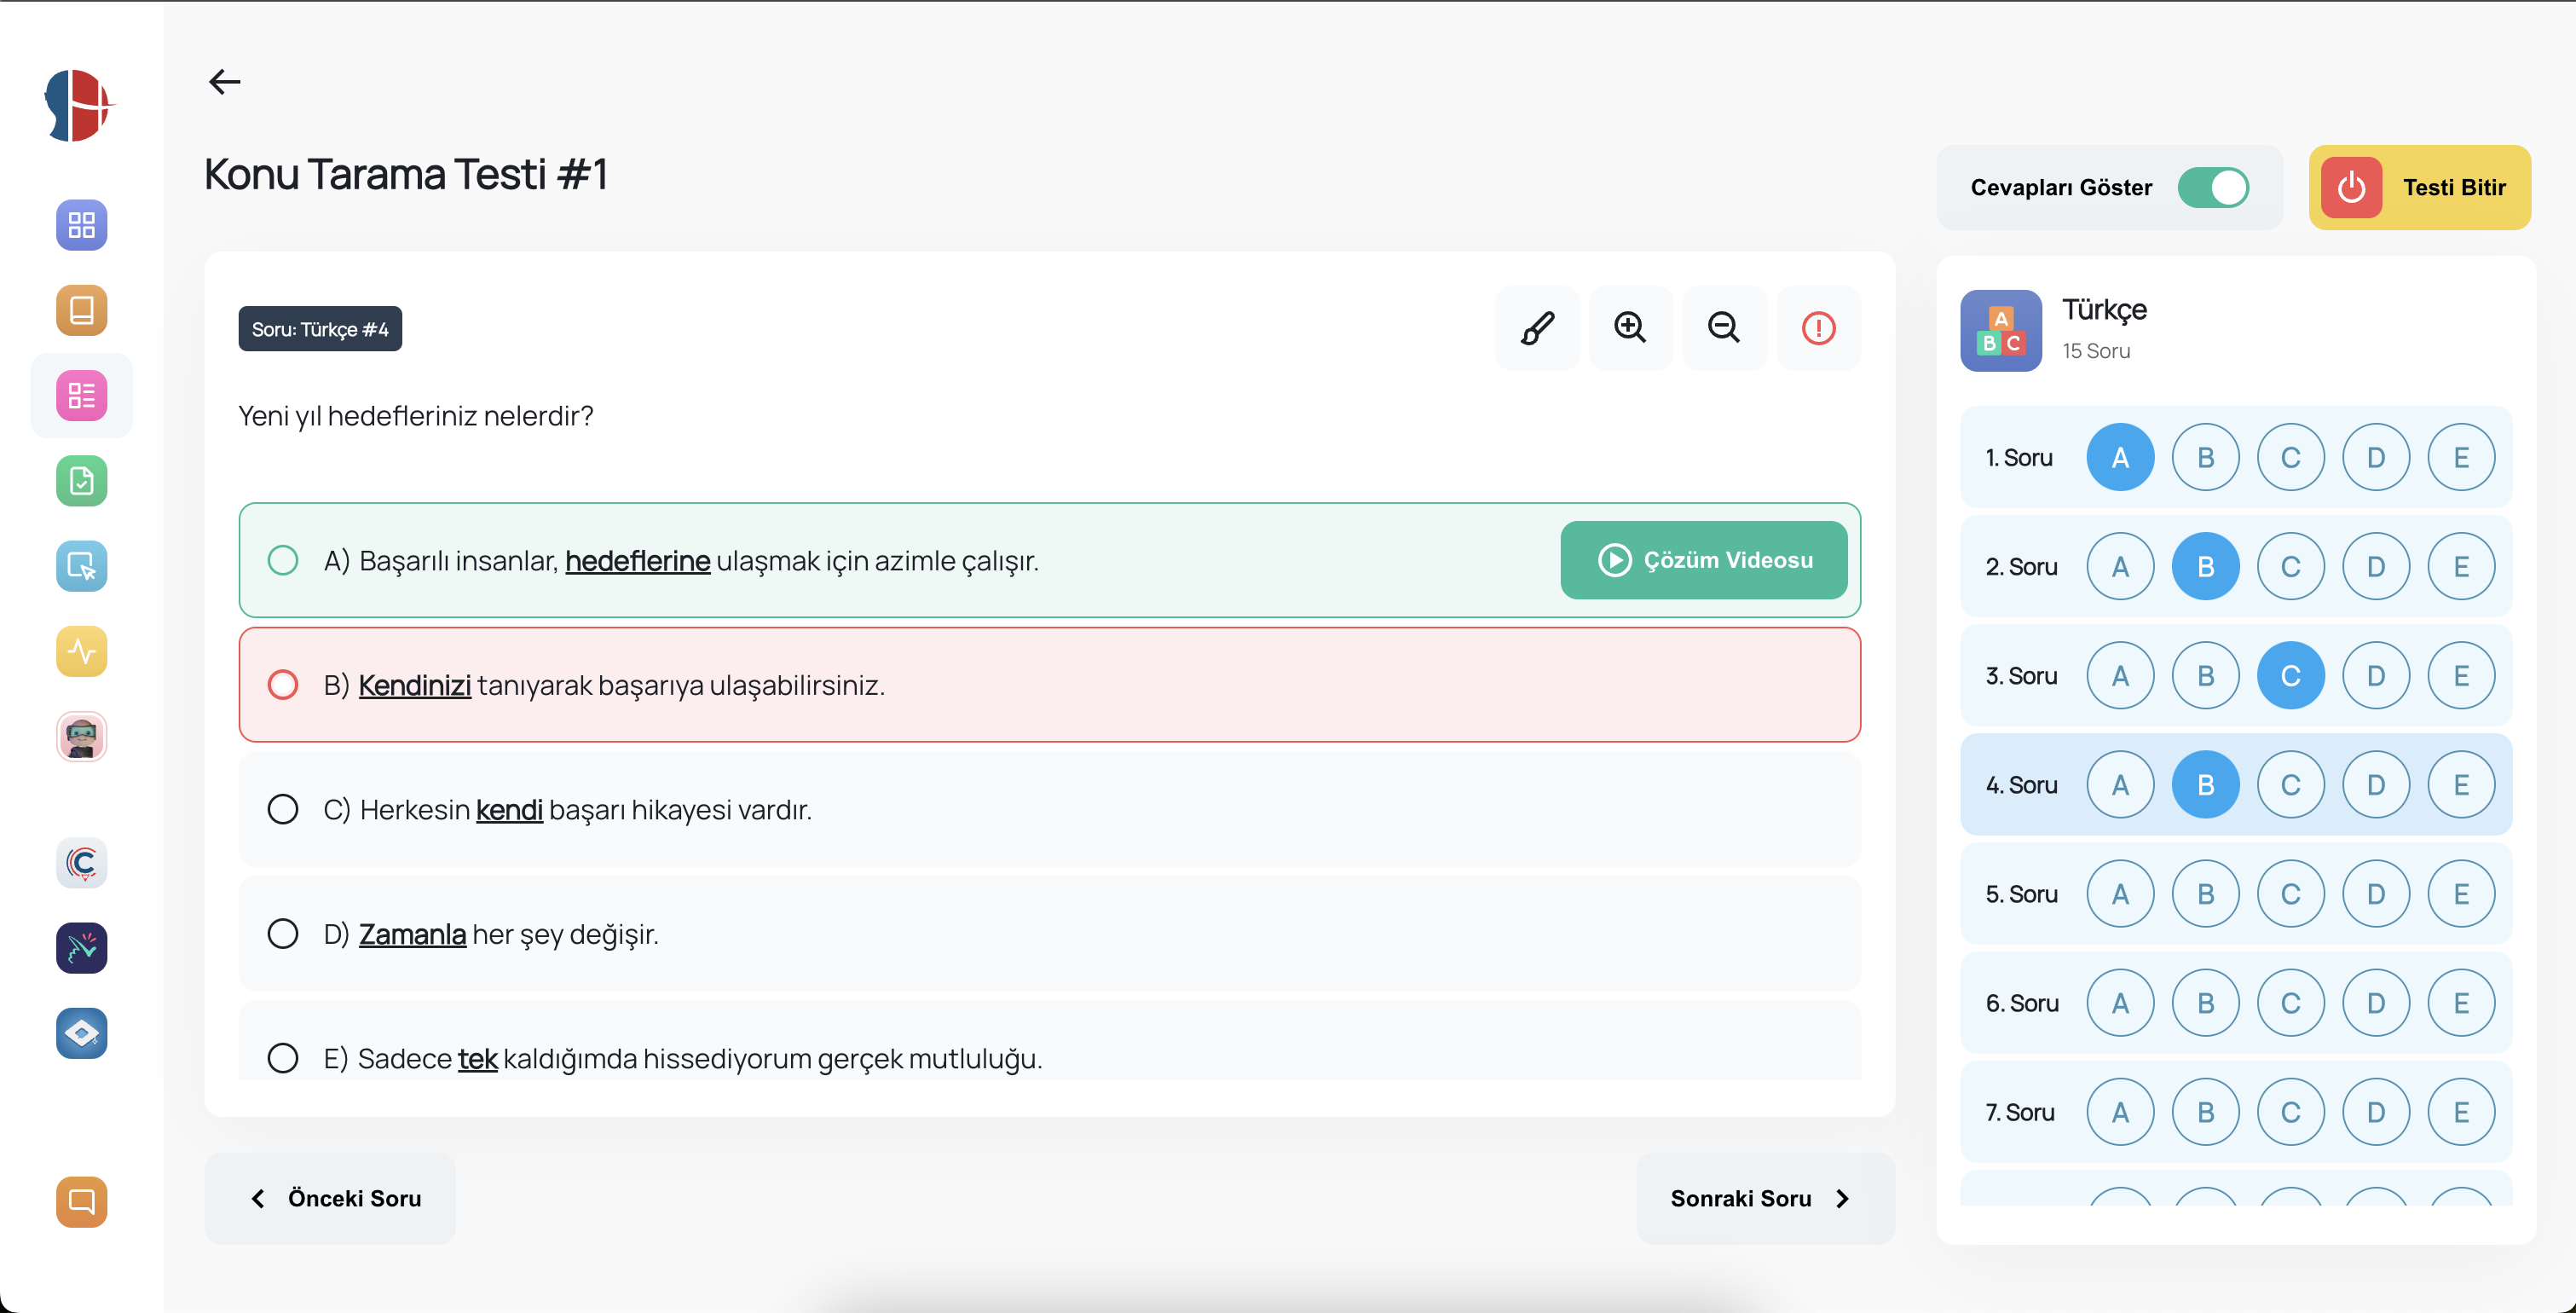 Konu Tarama Testi #1
Cevapları Göster
Testi Bitir
Soru: Türkçe #4
Yeni yıl hedefleriniz nelerdir?
A) Başarılı insanlar, hedeflerine ulaşmak için azimle çalışır.
Çözüm Videosu
B) Kendinizi tanıyarak başarıya ulaşabilirsiniz.
C) Herkesin kendi başarı hikayesi vardır.
D) Zamanla her şey değişir.
E) Sadece tek kaldığımda hissediyorum gerçek mutluluğu.
Önceki Soru
Sonraki Soru
A
B C
Türkçe
15 Soru
1. Soru A B C D E
2. Soru A B C D E
3. Soru A B C D E
4. Soru A B C D E
5. Soru A B C D E
6. Soru A B C D E
7. Soru A B C D E